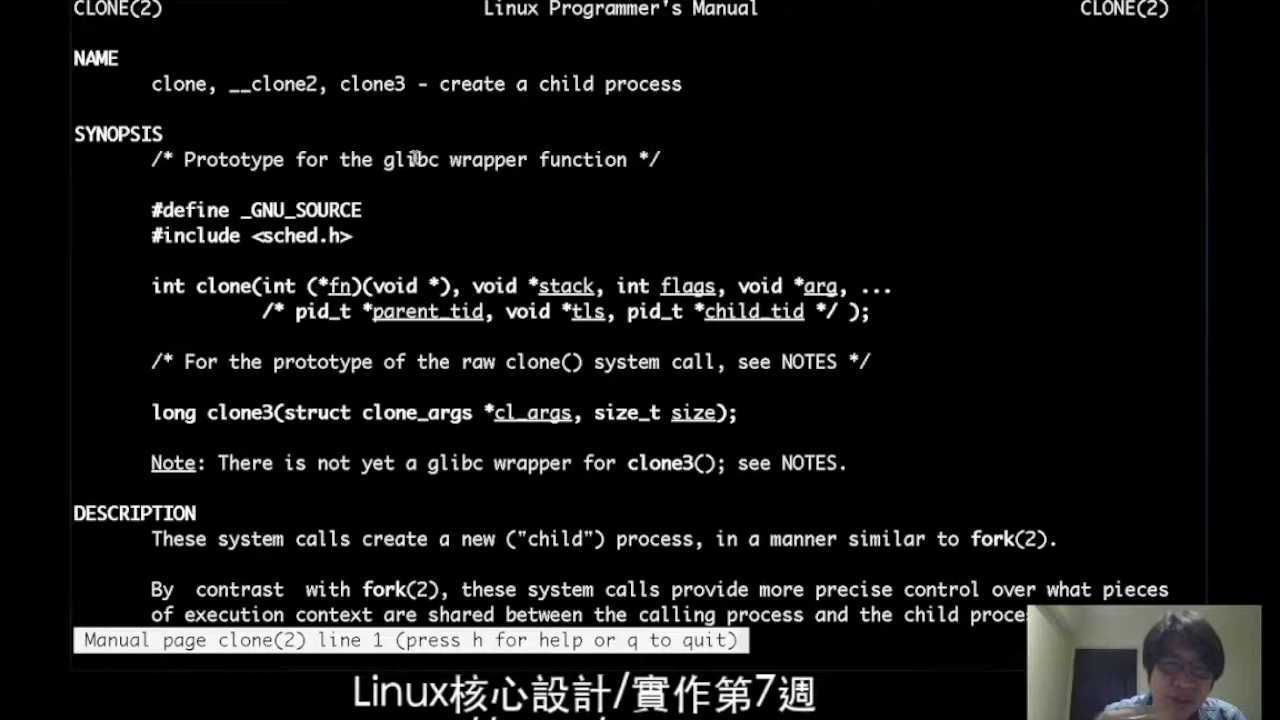 CLONE(2) Linux Programmer's Manual CLONE(2)
NAME
clone, __clone2, clone3 - create a child process
SYNOPSIS
/* Prototype for the glibc wrapper function */
#define _GNU_SOURCE
#include <sched.h>
int clone(int (*fn)(void *), void *stack, int flags, void *arg, ...
/* pid_t *parent_tid, void *tls, pid_t *child_tid */ );
/* For the prototype of the raw clone() system call, see NOTES */
long clone3(struct clone_args *cl_args, size_t size);
Note: There is not yet a glibc wrapper for clone3(); see NOTES.
DESCRIPTION
These system calls create a new ("child") process, in a manner similar to fork(2).
By contrast with fork(2), these system calls provide more precise control over what pieces
of execution context are shared between the calling process and the child
Manual page clone(2) line 1 (press h for help or q to quit)
Linux核心設計/實作第7週